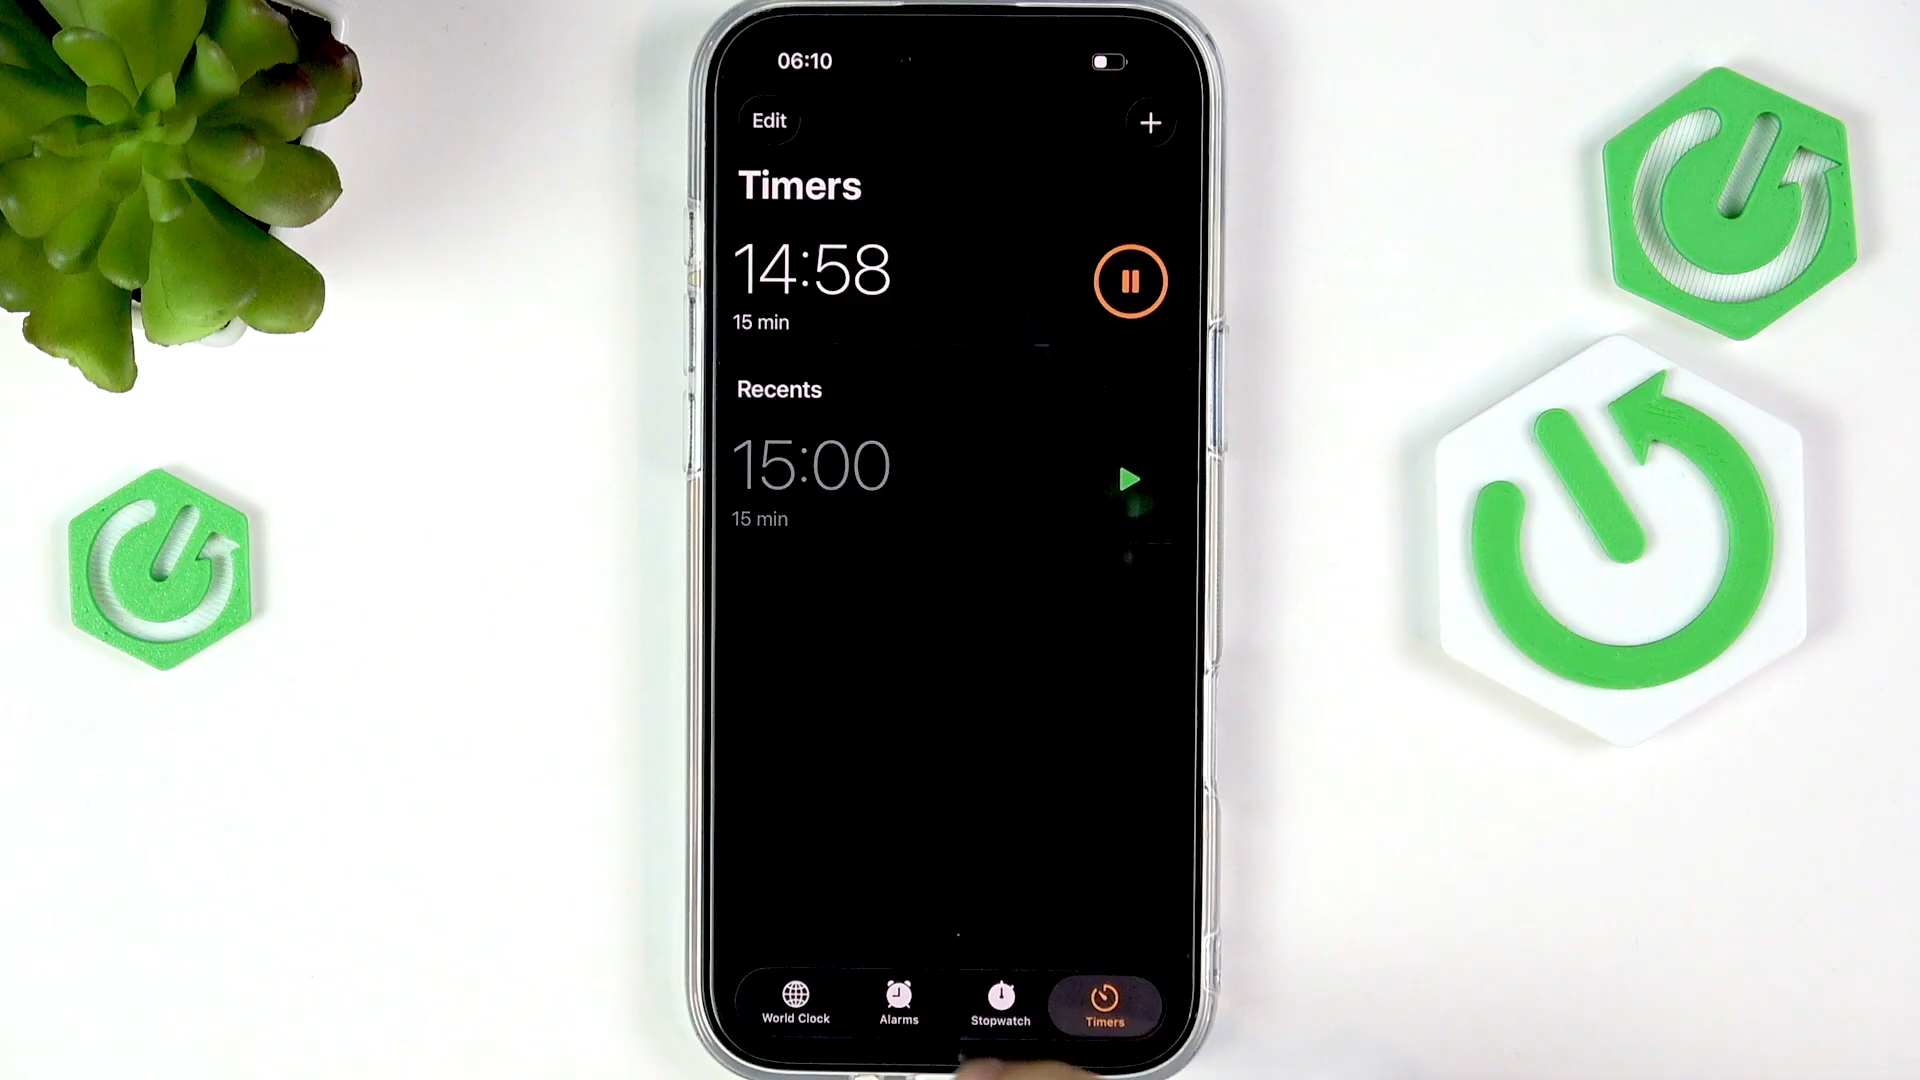 06:10
Edit
Timers
14:58
15 min
Recents
15:00
15 min
World Clock
Alarms
Stopwatch
Timers